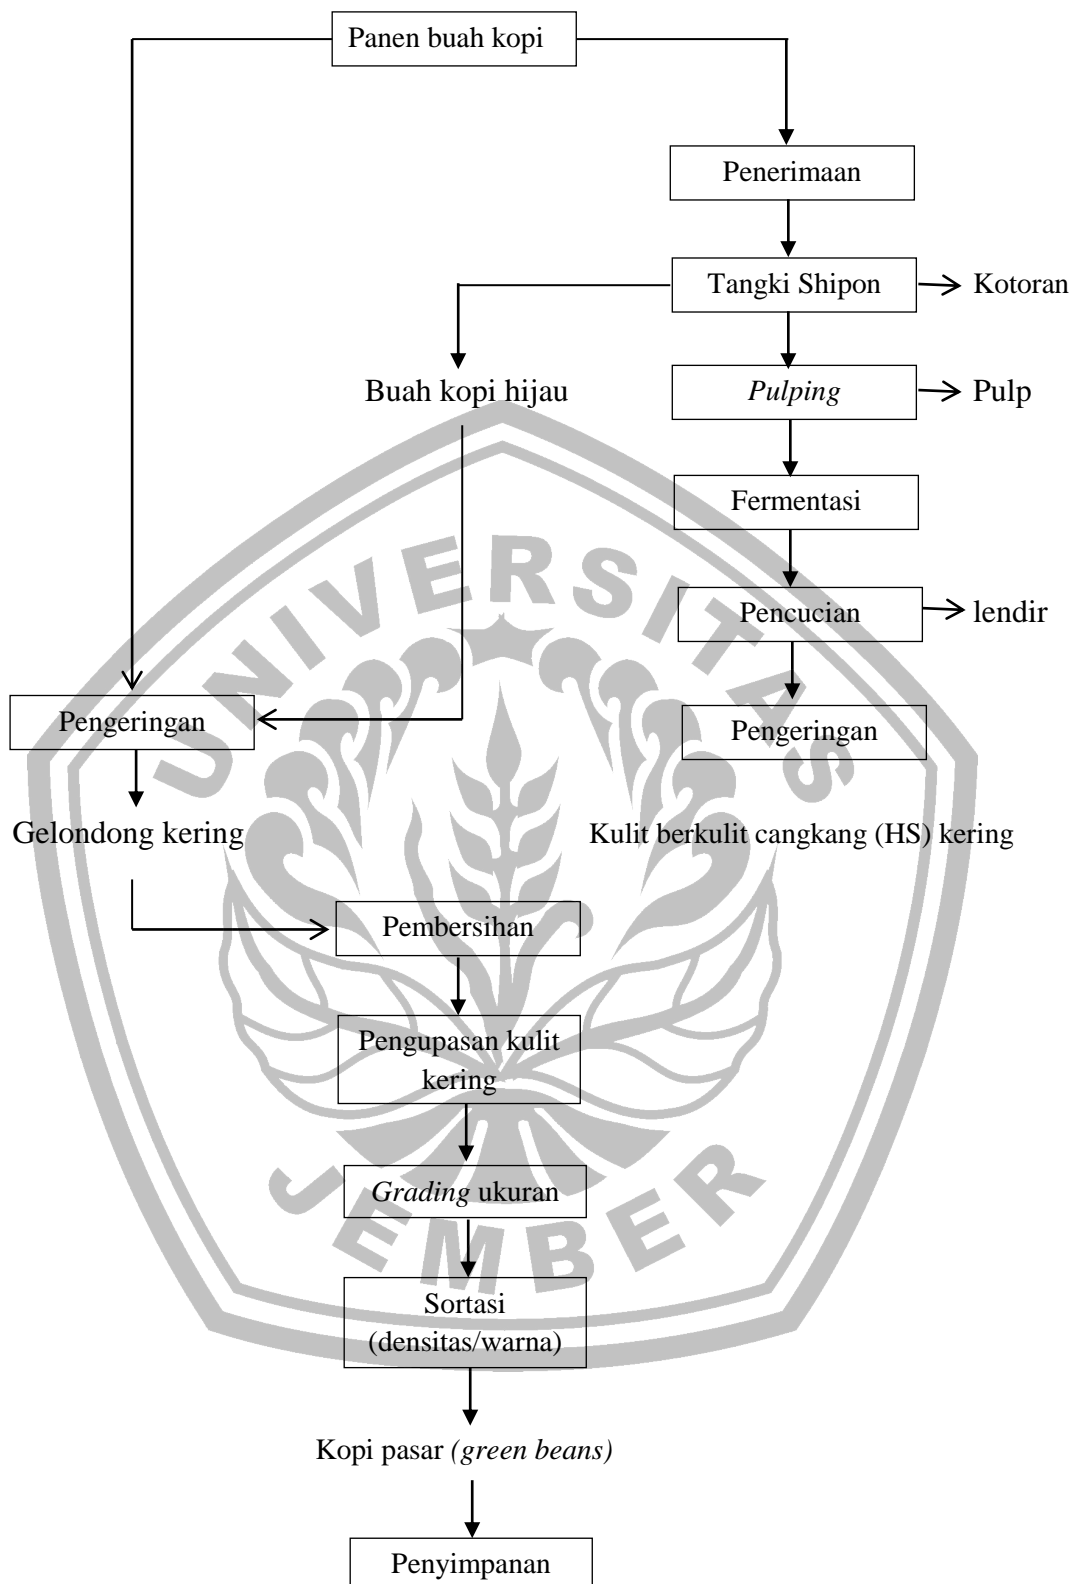 Panen buah kopi
Penerimaan
Tangki Shipon
Kotoran
Buah kopi hijau
Pulping
Pulp
Fermentasi
Pencucian
lendir
Pengeringan
Pengeringan
Gelondong kering
Kulit berkulit cangkang (HS) kering
Pembersihan
Pengupasan kulit
kering
Grading ukuran
Sortasi
(densitas/warna)
Kopi pasar (green beans)
Penyimpanan
UNIVERSITAS
JEMBER